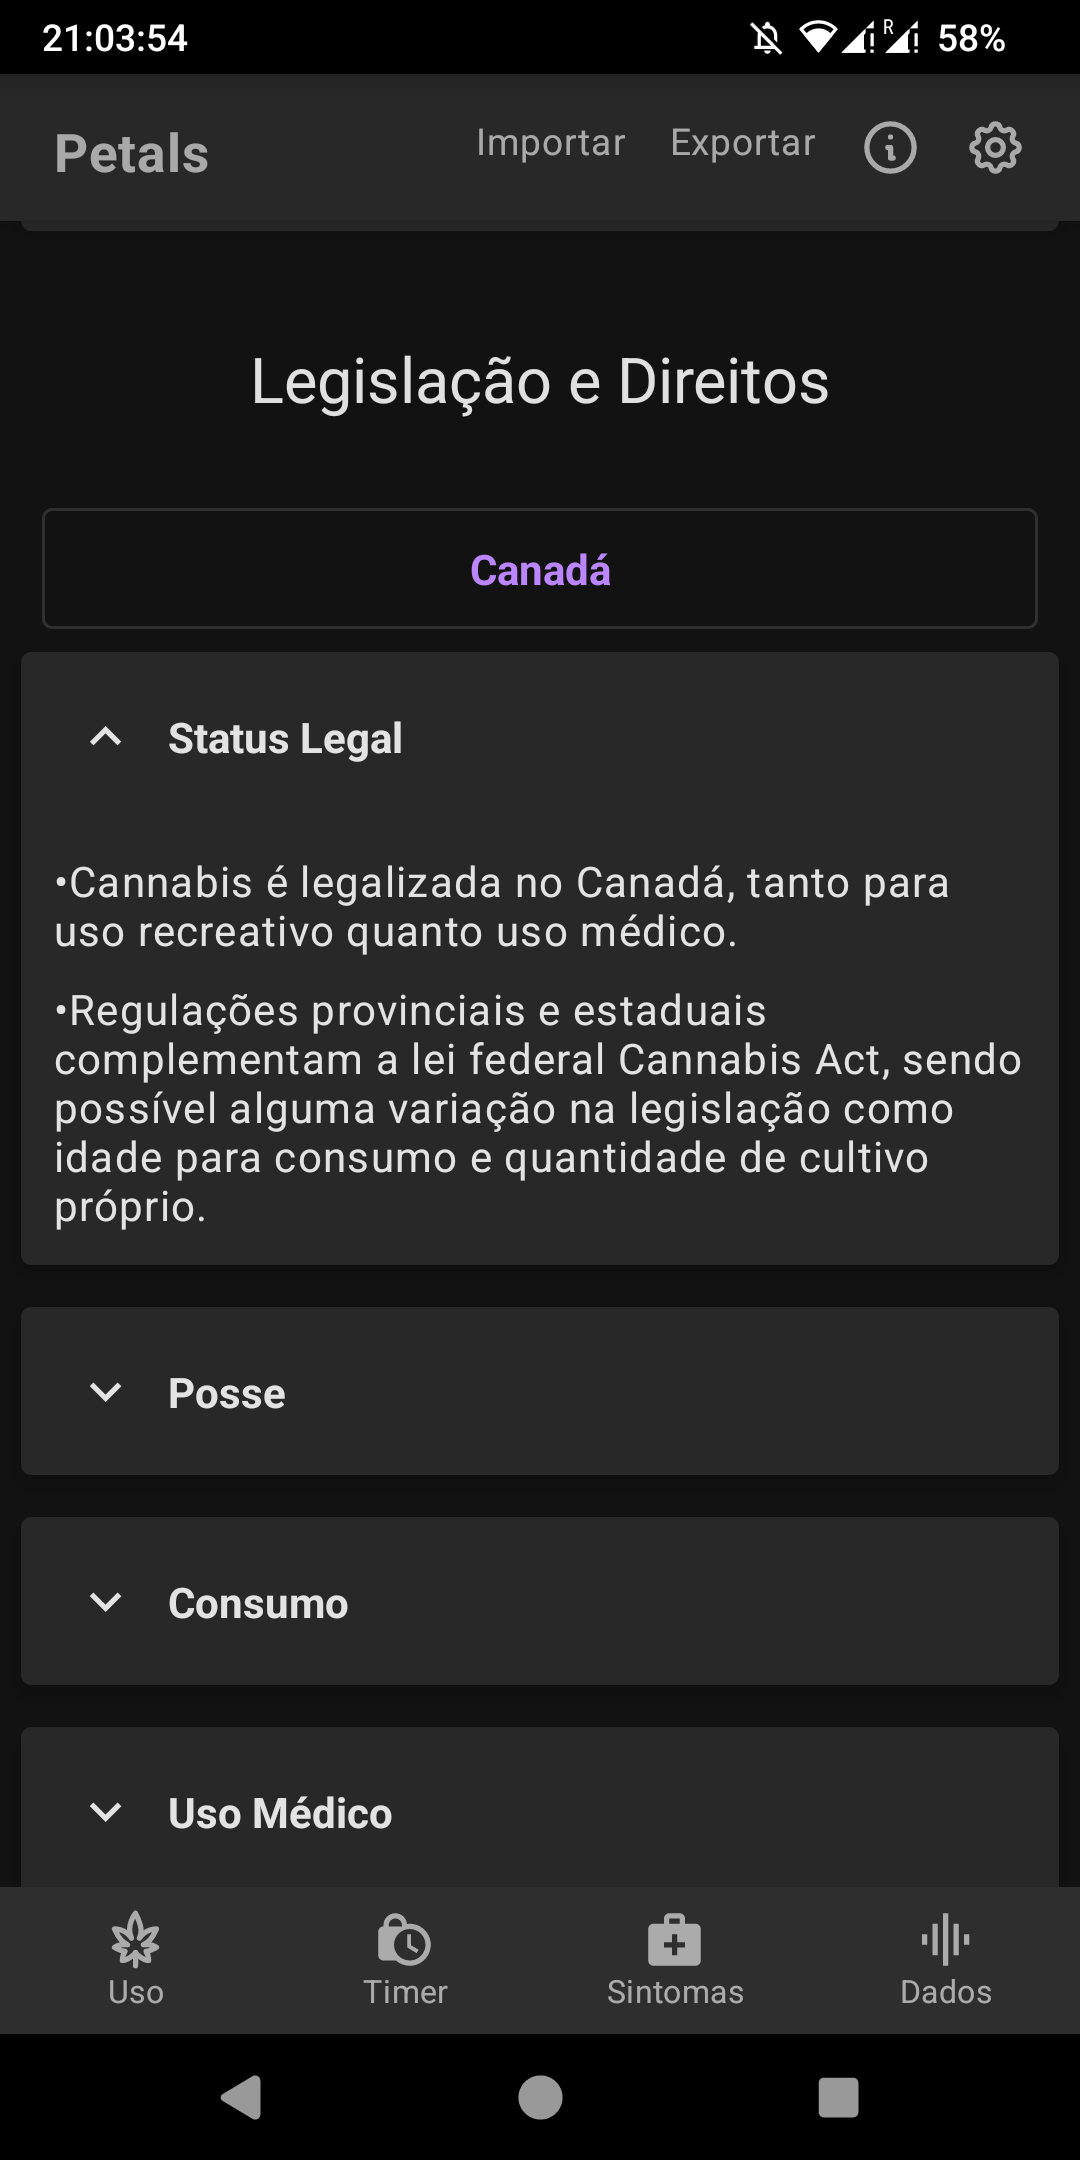 21:03:54
R
58%
Petals
Importar
Exportar
Legislação e Direitos
Canadá
Status Legal
•Cannabis é legalizada no Canadá, tanto para
uso recreativo quanto uso médico.
•Regulações provinciais e estaduais
complementam a lei federal Cannabis Act, sendo
possível alguma variação na legislação como
idade para consumo e quantidade de cultivo
próprio.
Posse
Consumo
Uso Médico
Uso
Timer
Sintomas
Dados